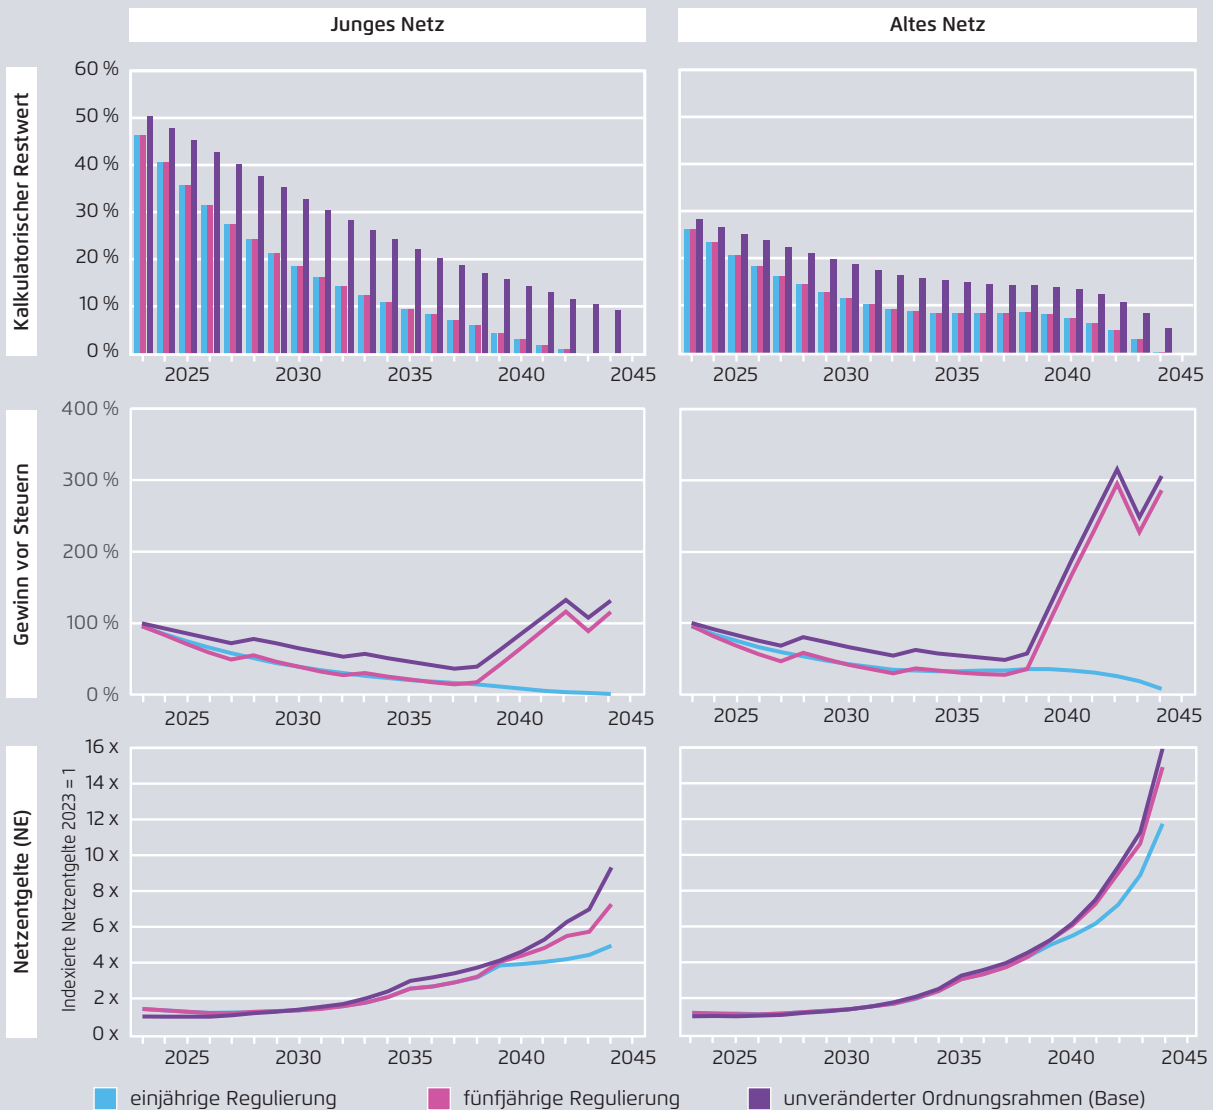 Junges Netz
Altes Netz
Kalkulatorischer Restwert
60 %
50 %
40 %
30 %
20 %
10 %
0 %
2025 2030 2035 2040 2045
2025 2030 2035 2040 2045
Gewinn vor Steuern
400 %
300 %
200 %
100 %
0 %
2025 2030 2035 2040 2045
2025 2030 2035 2040 2045
Netzentgelte (NE)
Indexierte Netzentgelte 2023 = 1
16 x
14 x
12 x
10 x
8 x
6 x
4 x
2 x
0 x
2025 2030 2035 2040 2045
2025 2030 2035 2040 2045
einjährige Regulierung
fünfjährige Regulierung
unveränderter Ordnungsrahmen (Base)